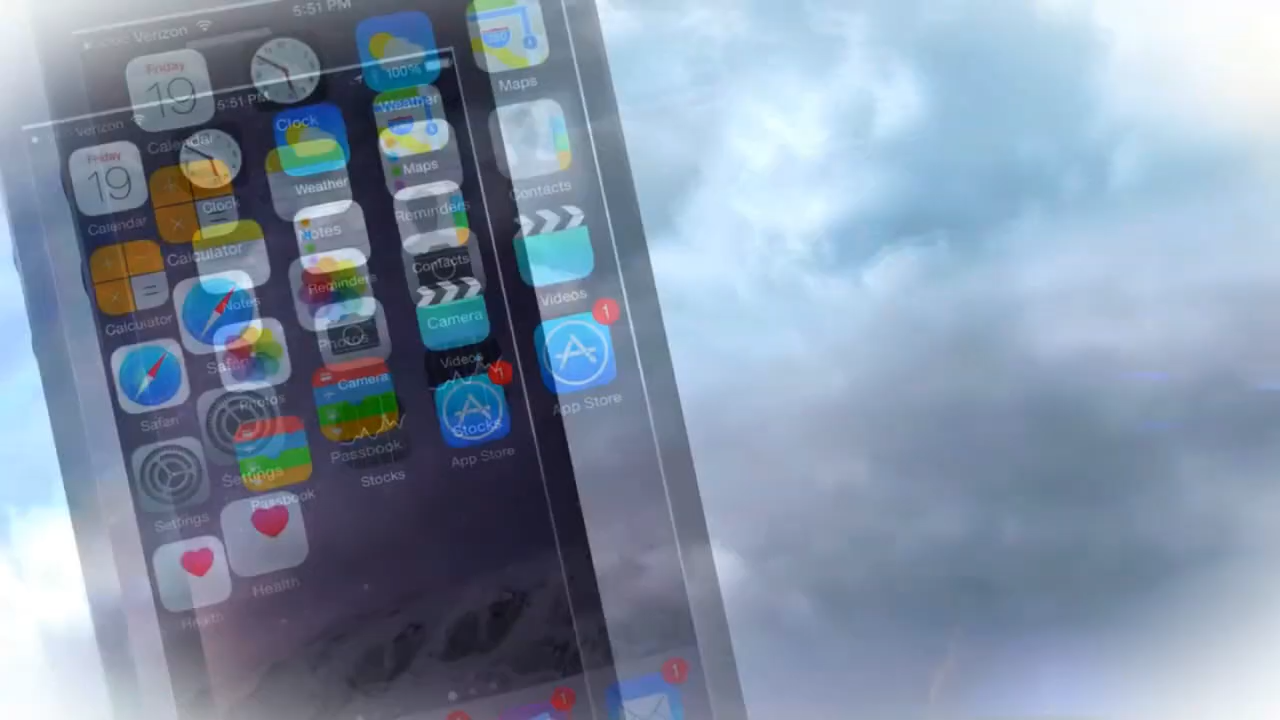 5:51 PM
Verizon
Friday
19
100%
Maps
5:51 PM
Verizon
Weather
Clock
Calendar
Friday
19
Maps
Contacts
Weather
Clock
Calendar
Reminders
Notes
Calculator
Contacts
Videos
Reminders
Notes
Calculator
Camera
1
Photos
Safari
Videos
1
Camera
App Store
Photos
Safari
Stocks
App Store
Passbook
Settings
Stocks
Passbook
Settings
Health
Health
1
1